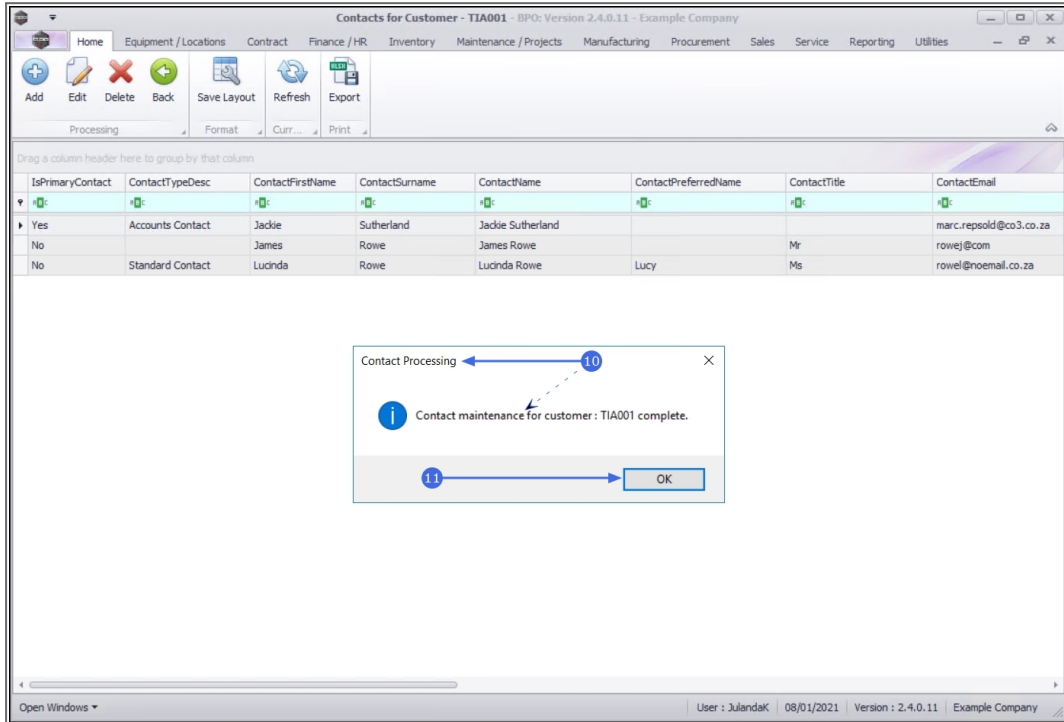 Contacts for Customer - TIA001 - BPO: Version 2.4.0.11 - Example Company
Home Equipment / Locations Contract Finance / HR Inventory Maintenance / Projects Manufacturing Procurement Sales Service Reporting Utilities
XLSX
Add Edit Delete Back Save Layout Refresh Export
Processing Format Curr... Print
Drag a column header here to group by that column
IsPrimaryContact ContactTypeDesc ContactFirstName ContactSurname ContactName ContactPreferredName ContactTitle ContactEmail
Yes Accounts Contact Jackie Sutherland Jackie Sutherland marc.repsold@co3.co.za
No James Rowe James Rowe Mr rowej@com
No Standard Contact Lucinda Rowe Lucinda Rowe Lucy Ms rowel@noemail.co.za
Contact Processing 10
Contact maintenance for customer : TIA001 complete.
11 OK
Open Windows User : JulandaK 08/01/2021 Version : 2.4.0.11 Example Company